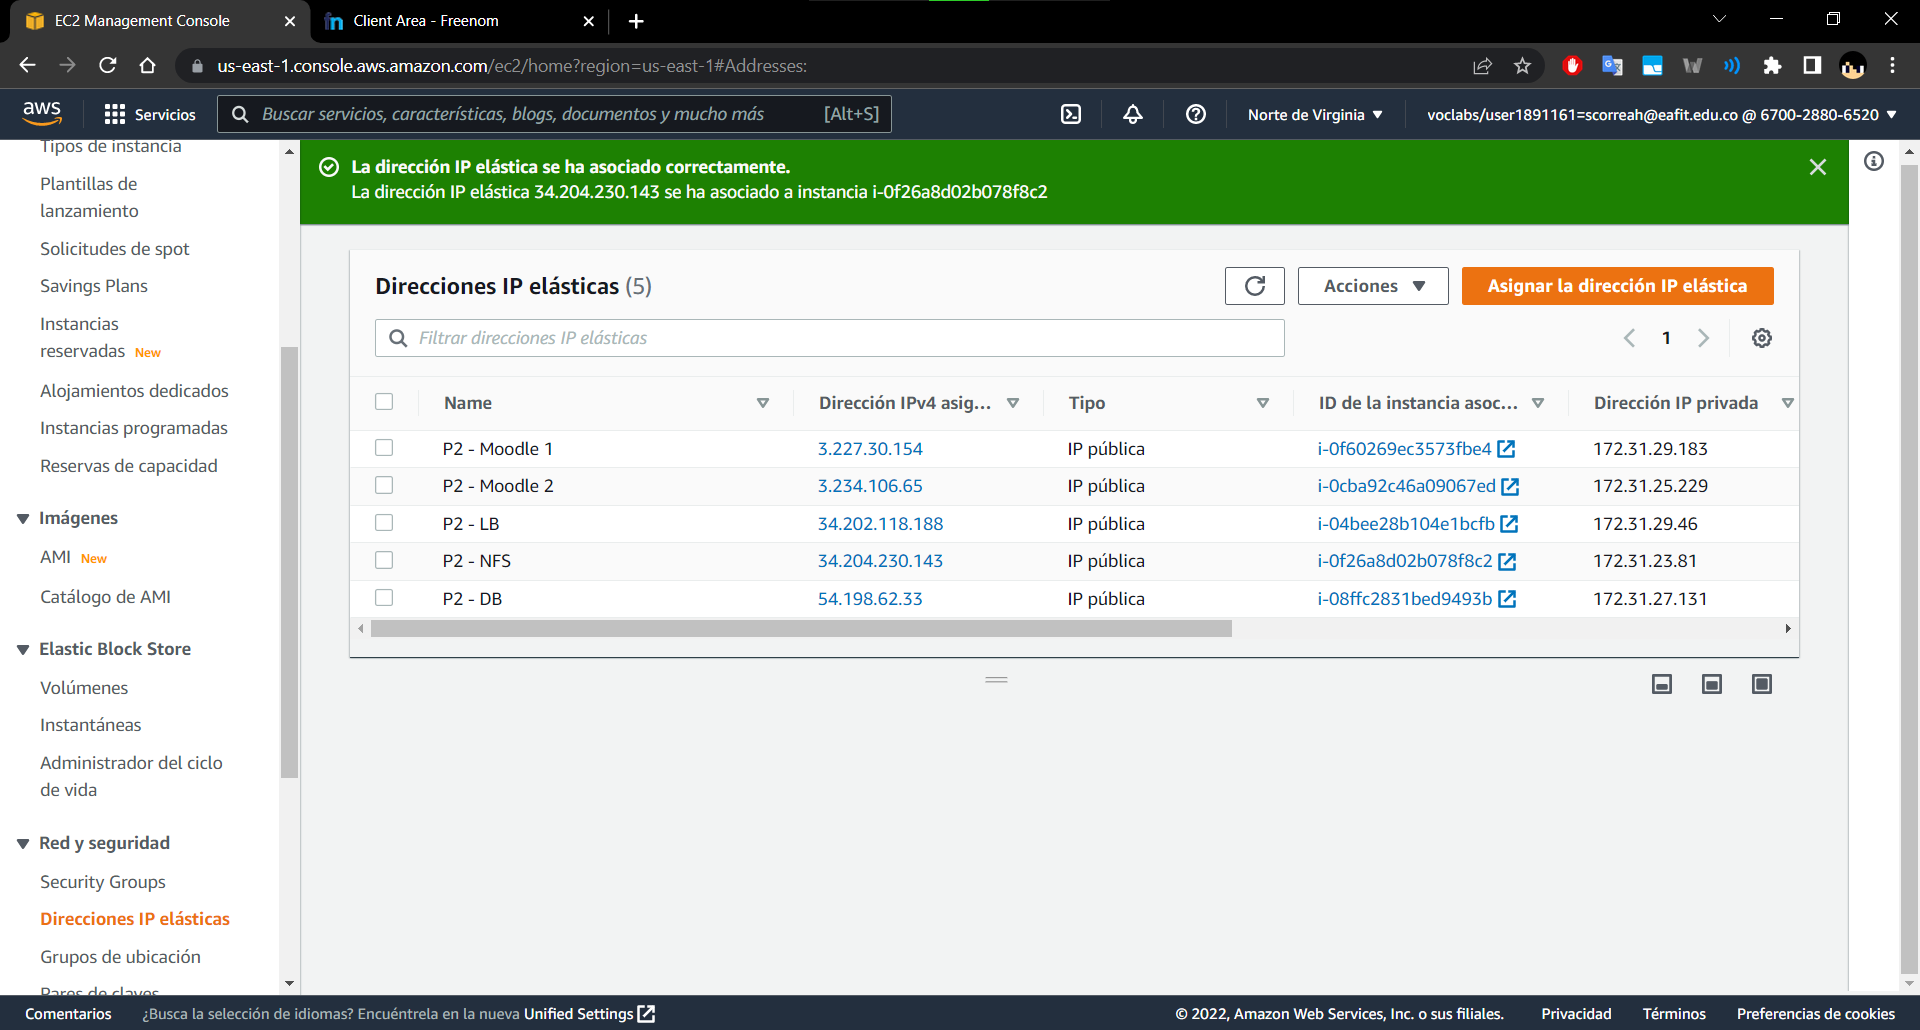 EC2 Management Console
Client Area - Freenom
us-east-1.console.aws.amazon.com/ec2/home?region=us-east-1#Addresses:
aws
Servicios
Buscar servicios, características, blogs, documentos y mucho más
[Alt+S]
Norte de Virginia
voclabs/user1891161=scorreah@eafit.edu.co @ 6700-2880-6520
Tipos de instancia
Plantillas de
lanzamiento
Solicitudes de spot
Savings Plans
Instancias
reservadas New
Alojamientos dedicados
Instancias programadas
Reservas de capacidad
Imágenes
AMI New
Catálogo de AMI
Elastic Block Store
Volúmenes
Instantáneas
Administrador del ciclo
de vida
Red y seguridad
Security Groups
Direcciones IP elásticas
Grupos de ubicación
Pares de claves
La dirección IP elástica se ha asociado correctamente.
La dirección IP elástica 34.204.230.143 se ha asociado a instancia i-0f26a8d02b078f8c2
Direcciones IP elásticas (5)
Acciones
Asignar la dirección IP elástica
Filtrar direcciones IP elásticas
1
Name Dirección IPv4 asig... Tipo ID de la instancia asoc... Dirección IP privada
P2 - Moodle 1 3.227.30.154 IP pública i-0f60269ec3573fbe4 172.31.29.183
P2 - Moodle 2 3.234.106.65 IP pública i-0cba92c46a09067ed 172.31.25.229
P2 - LB 34.202.118.188 IP pública i-04bee28b104e1bcfb 172.31.29.46
P2 - NFS 34.204.230.143 IP pública i-0f26a8d02b078f8c2 172.31.23.81
P2 - DB 54.198.62.33 IP pública i-08ffc2831bed9493b 172.31.27.131
Comentarios
¿Busca la selección de idiomas? Encuéntrela en la nueva Unified Settings
© 2022, Amazon Web Services, Inc. o sus filiales.
Privacidad
Términos
Preferencias de cookies